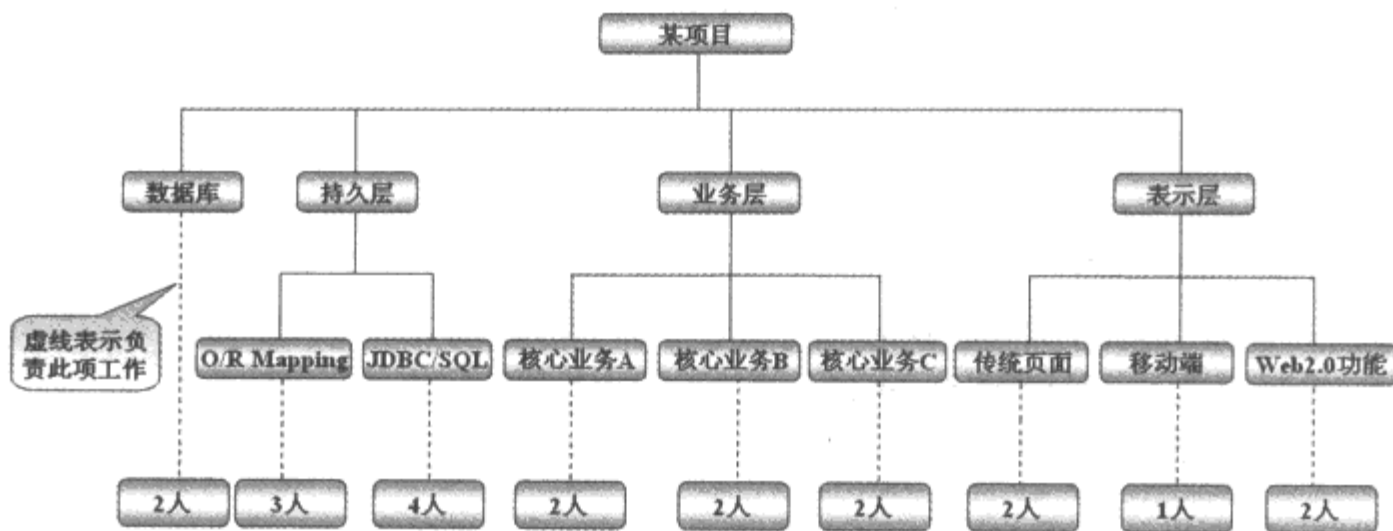 某项目
数据库
持久层
业务层
表示层
虚线表示负
责此项工作
O/R Mapping
JDBC/SQL
核心业务A
核心业务B
核心业务C
传统页面
移动端
Web2.0功能
2人
3人
4人
2人
2人
2人
2人
1人
2人